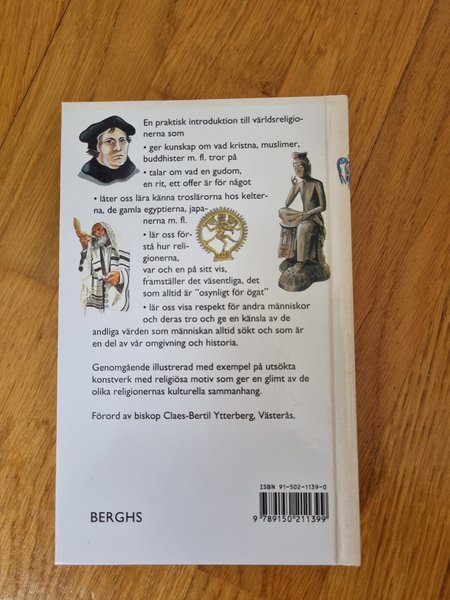 En praktisk introduktion till världsreligio-
nerna som
• ger kunskap om vad kristna, muslimer,
buddhister m. fl. tror på
• talar om vad en gudom,
en rit, ett offer är för något
• låter oss lära känna troslärorna hos kelter-
na, de gamla egyptierna, japa-
nerna m. fl.
• lär oss för-
stå hur reli-
gionerna,
var och en på sitt vis,
framställer det väsentliga, det
som alltid är "osynligt för ögat"
• lär oss visa respekt för andra människor
och deras tro och ge en känsla av de
andliga värden som människan alltid sökt och som är
en del av vår omgivning och historia.
Genomgående illustrerad med exempel på utsökta
konstverk med religiösa motiv som ger en glimt av de
olika religionernas kulturella sammanhang.
Förord av biskop Claes-Bertil Ytterberg, Västerås.
ISBN 91-502-1139-0
BERGHS
9 789150 211399